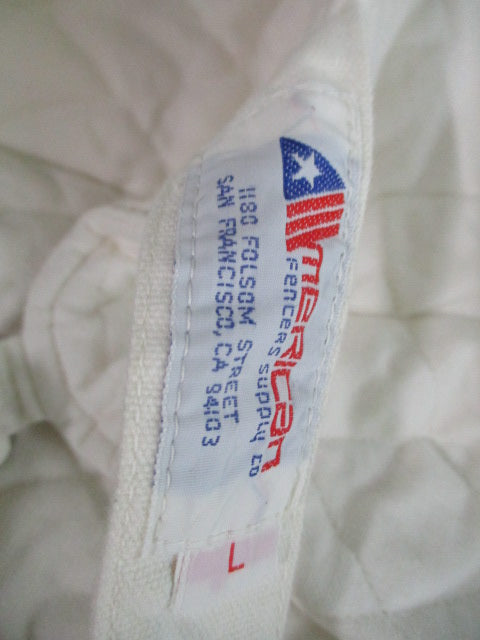 American
Fencers Supply Co
1180 FOLSOM STREET
SAN FRANCISCO, CA 94103
L